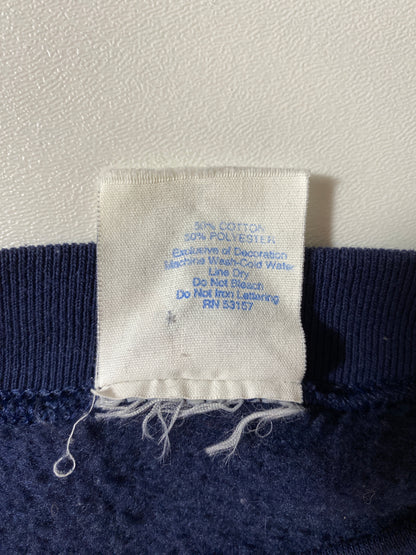 50% COTTON
50% POLYESTER
Exclusive of Decoration
Machine Wash-Cold Water
Line Dry
Do Not Bleach
Do Not Iron Lettering
RN 53157